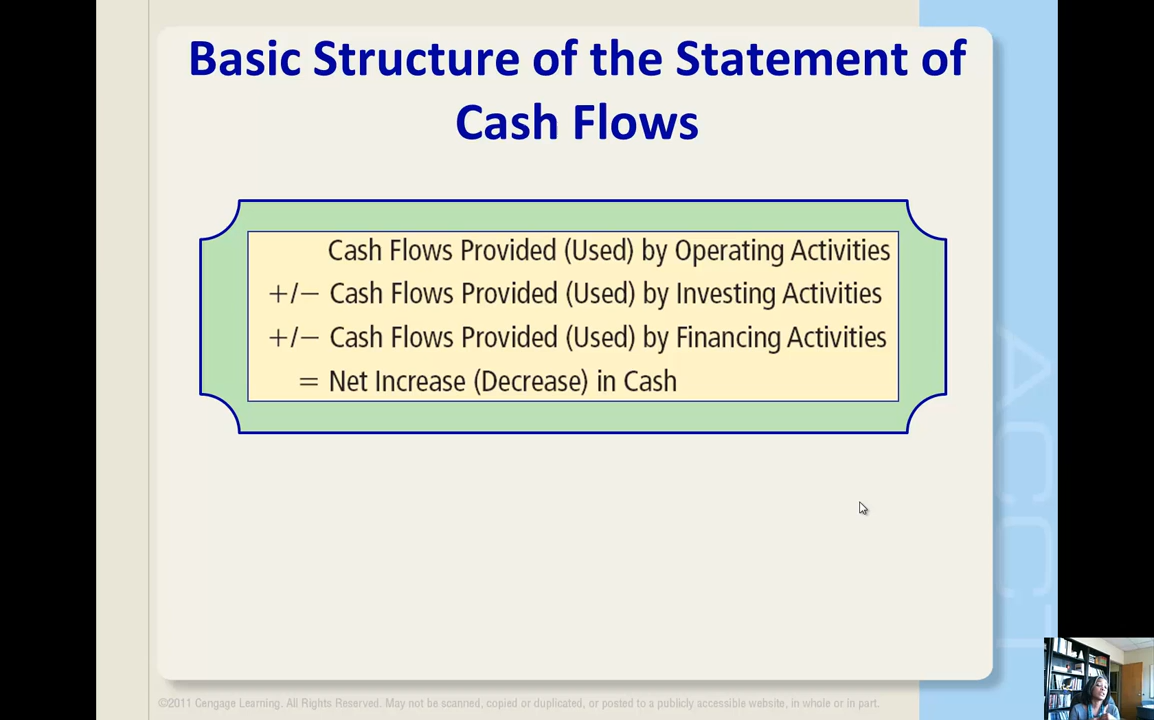 Basic Structure of the Statement of
Cash Flows
Cash Flows Provided (Used) by Operating Activities
+/− Cash Flows Provided (Used) by Investing Activities
+/− Cash Flows Provided (Used) by Financing Activities
= Net Increase (Decrease) in Cash
ACCT
©2011 Cengage Learning. All Rights Reserved. May not be scanned, copied or duplicated, or posted to a publicly accessible website, in whole or in part.